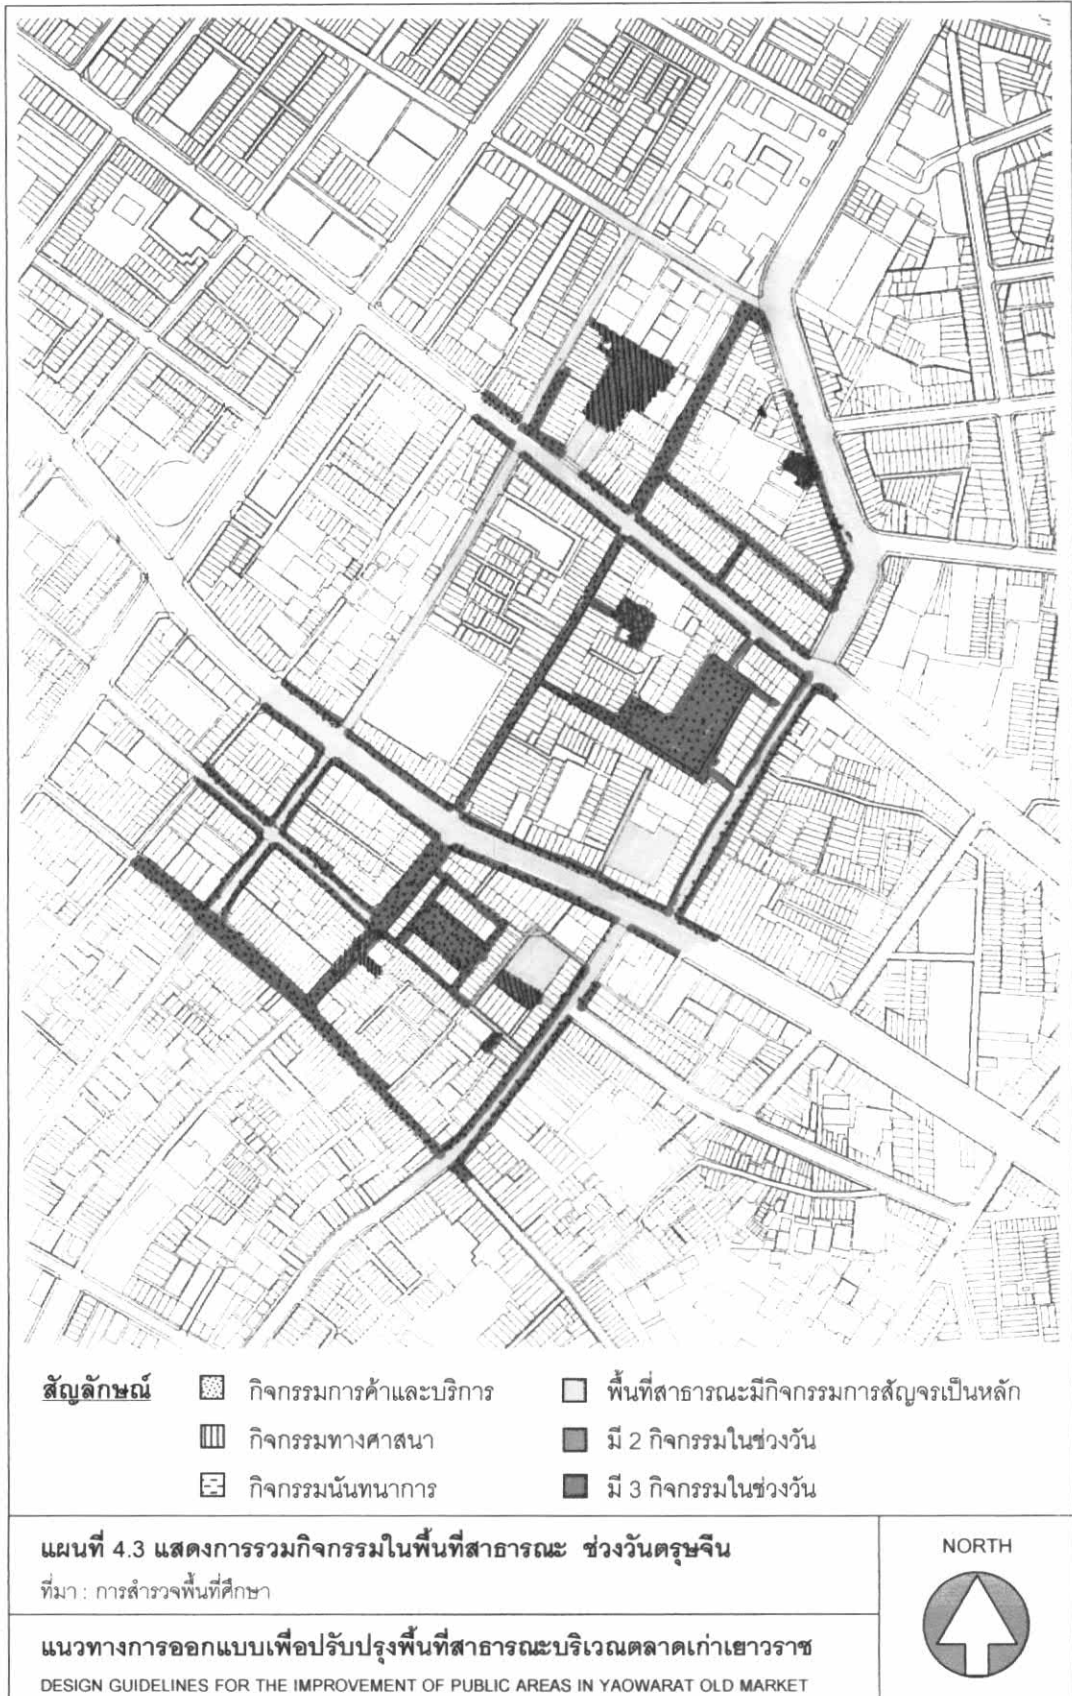 สัญลักษณ์
กิจกรรมการค้าและบริการ
กิจกรรมทางศาสนา
กิจกรรมนันทนาการ
พื้นที่สาธารณะมีกิจกรรมการสัญจรเป็นหลัก
มี 2 กิจกรรมในช่วงวัน
มี 3 กิจกรรมในช่วงวัน
แผนที่ 4.3 แสดงการรวมกิจกรรมในพื้นที่สาธารณะ ช่วงวันตรุษจีน
ที่มา : การสำรวจพื้นที่ศึกษา
NORTH
แนวทางการออกแบบเพื่อปรับปรุงพื้นที่สาธารณะบริเวณตลาดเก่าเยาวราช
DESIGN GUIDELINES FOR THE IMPROVEMENT OF PUBLIC AREAS IN YAOWARAT OLD MARKET